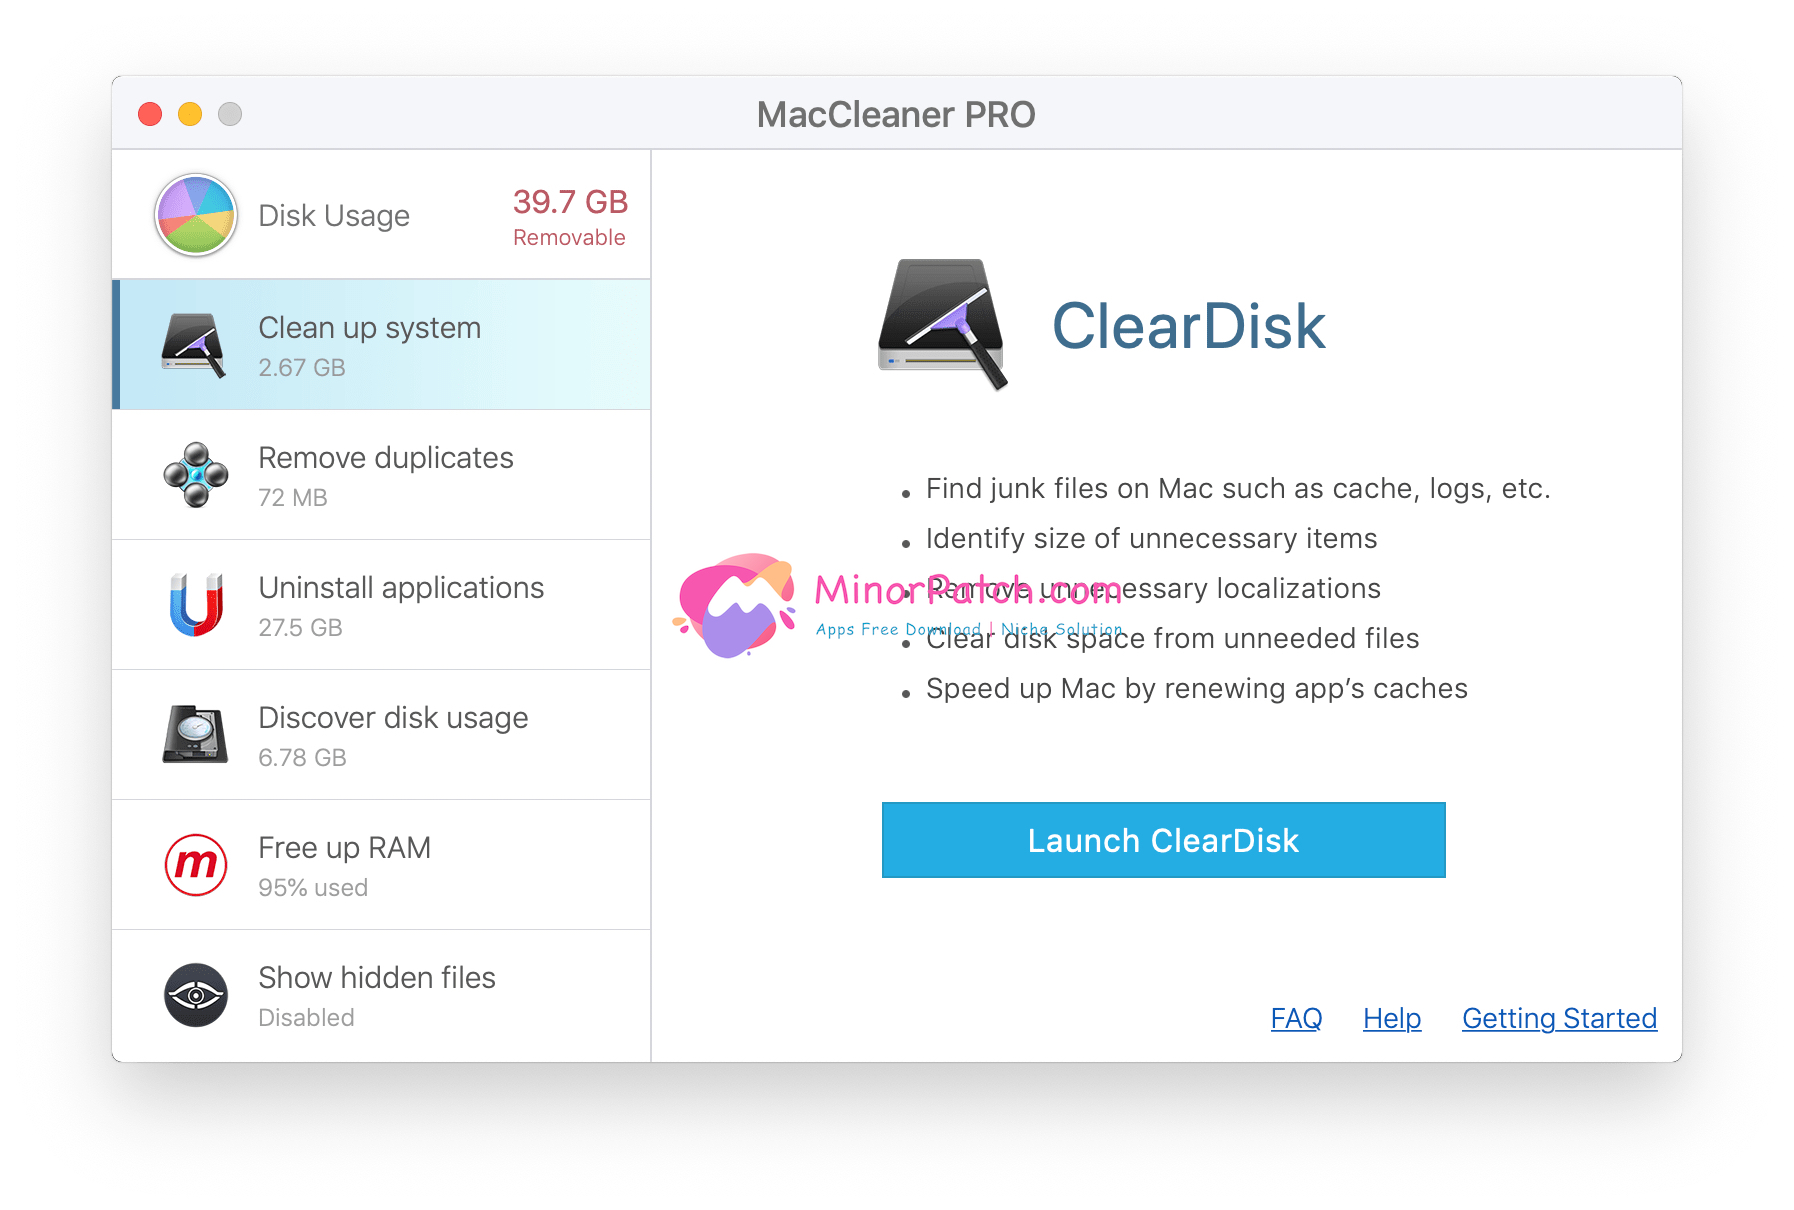 MacCleaner PRO
Disk Usage
39.7 GB
Removable
Clean up system
2.67 GB
Remove duplicates
72 MB
Uninstall applications
27.5 GB
Discover disk usage
6.78 GB
Free up RAM
95% used
Show hidden files
Disabled
ClearDisk
• Find junk files on Mac such as cache, logs, etc.
• Identify size of unnecessary items
• Remove unnecessary localizations
• Clear disk space from unneeded files
• Speed up Mac by renewing app’s caches
MinorPatch.com
Apps Free Download | Niche Solution
Launch ClearDisk
FAQ Help Getting Started